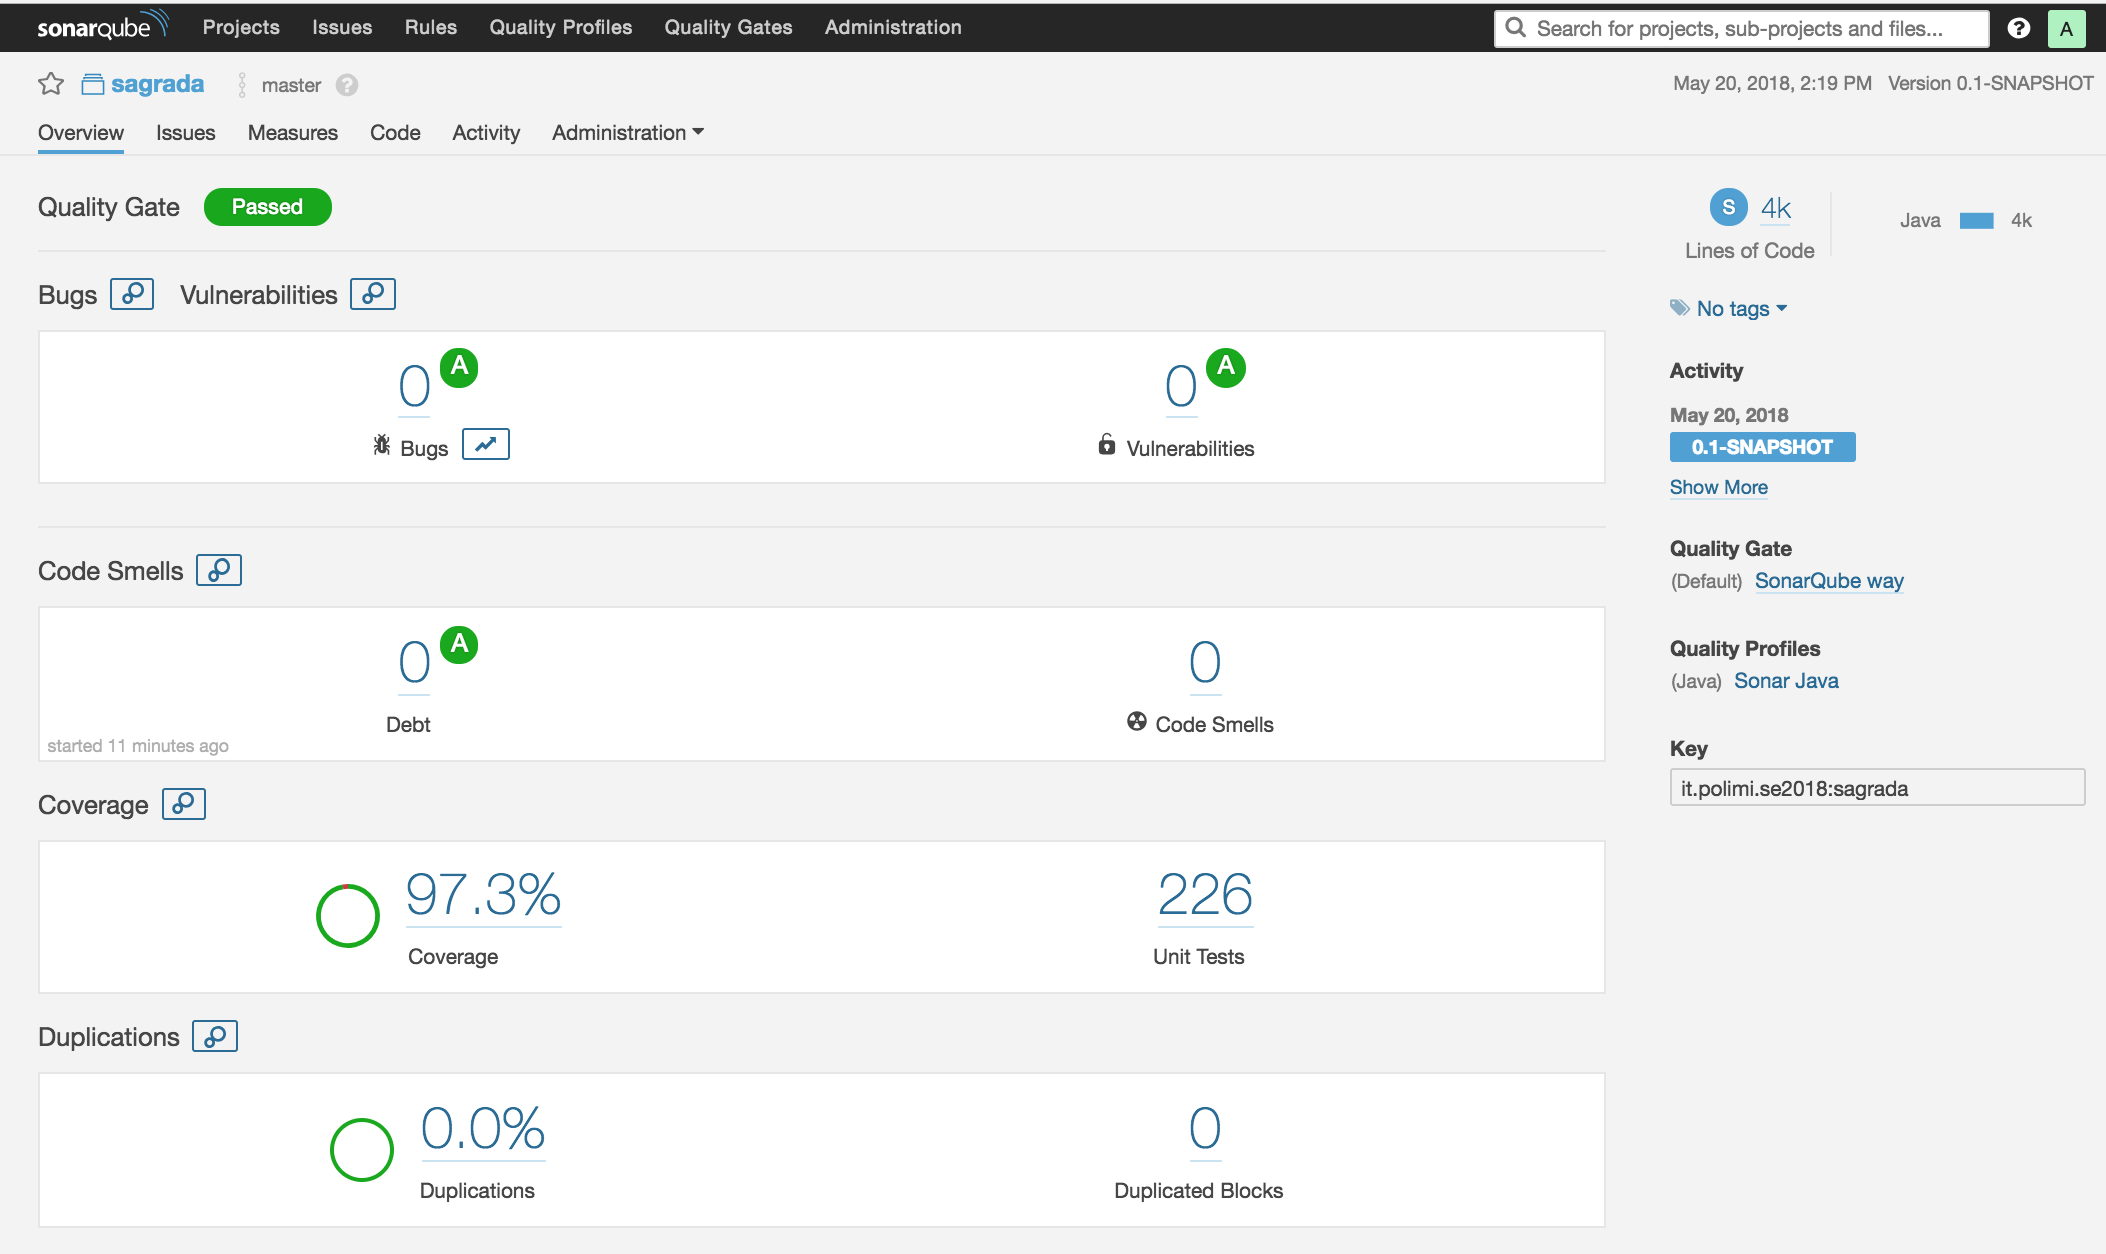 sonarqube Projects Issues Rules Quality Profiles Quality Gates Administration Search for projects, sub-projects and files... ? A
sagrada master ? May 20, 2018, 2:19 PM Version 0.1-SNAPSHOT
Overview Issues Measures Code Activity Administration
Quality Gate Passed
Bugs Vulnerabilities
0 A 0 A
Bugs Vulnerabilities
Code Smells
0 A 0
Debt Code Smells
started 11 minutes ago
Coverage
97.3% 226
Coverage Unit Tests
Duplications
0.0% 0
Duplications Duplicated Blocks
S 4k Java 4k
Lines of Code
No tags
Activity
May 20, 2018
0.1-SNAPSHOT
Show More
Quality Gate
(Default) SonarQube way
Quality Profiles
(Java) Sonar Java
Key
it.polimi.se2018:sagrada